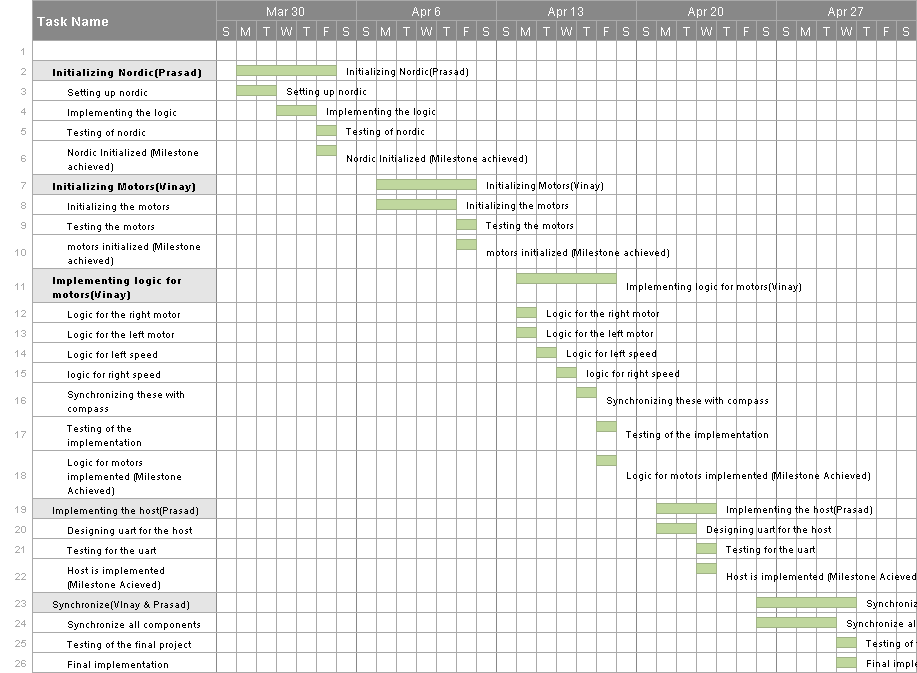 Task Name
Mar 30 Apr 6 Apr 13 Apr 20 Apr 27
S M T W T F S S M T W T F S S M T W T F S S M T W T F S S M T W T F S
1
2 Initializing Nordic(Prasad) Initializing Nordic(Prasad)
3 Setting up nordic Setting up nordic
4 Implementing the logic Implementing the logic
5 Testing of nordic Testing of nordic
6 Nordic Initialized (Milestone achieved) Nordic Initialized (Milestone achieved)
7 Initializing Motors(Vinay) Initializing Motors(Vinay)
8 Initializing the motors Initializing the motors
9 Testing the motors Testing the motors
10 motors initialized (Milestone achieved) motors initialized (Milestone achieved)
11 Implementing logic for motors(Vinay) Implementing logic for motors(Vinay)
12 Logic for the right motor Logic for the right motor
13 Logic for the left motor Logic for the left motor
14 Logic for left speed Logic for left speed
15 logic for right speed logic for right speed
16 Synchronizing these with compass Synchronizing these with compass
17 Testing of the implementation Testing of the implementation
18 Logic for motors implemented (Milestone Achieved) Logic for motors implemented (Milestone Achieved)
19 Implementing the host(Prasad) Implementing the host(Prasad)
20 Designing uart for the host Designing uart for the host
21 Testing for the uart Testing for the uart
22 Host is implemented (Milestone Acieved) Host is implemented (Milestone Acieved
23 Synchronize(VInay & Prasad) Synchroniz
24 Synchronize all components Synchronize al
25 Testing of the final project Testing of
26 Final implementation Final imple